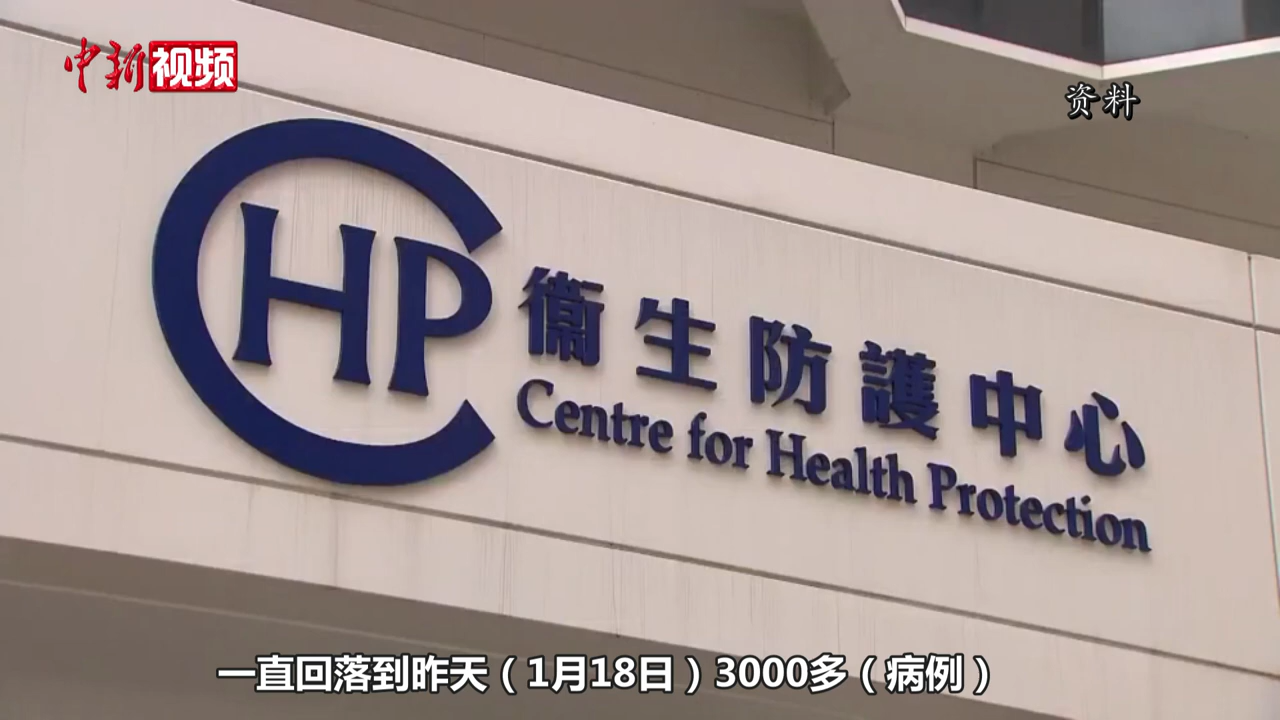 中新视频
资料
CHP
衞生防護中心
Centre for Health Protection
一直回落到昨天（1月18日）3000多（病例）